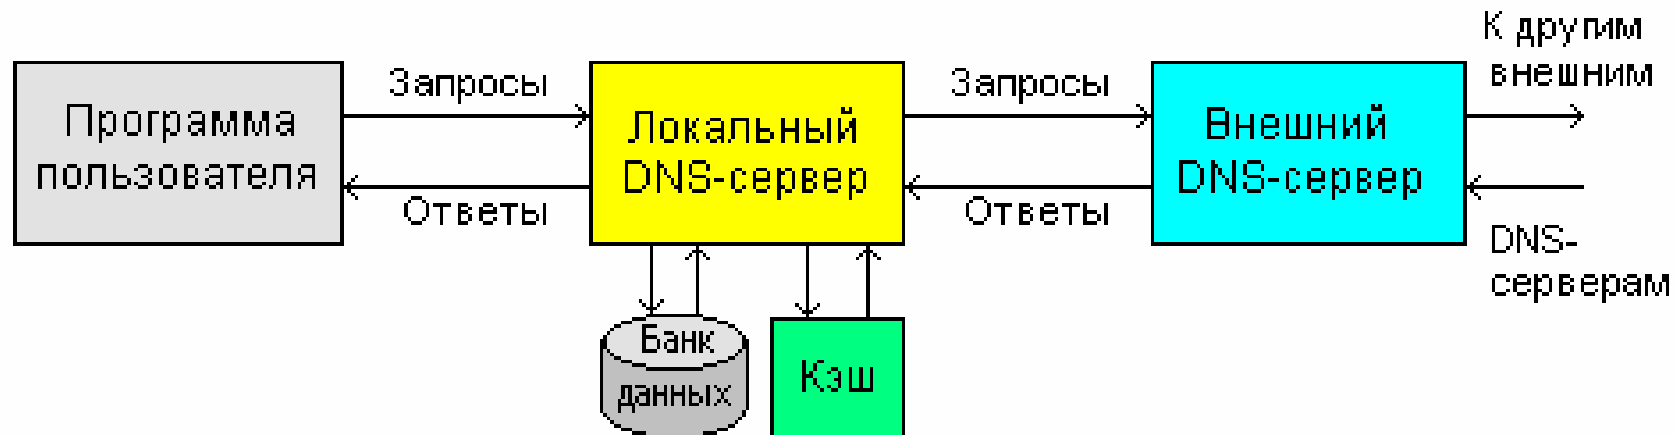 Программа
пользователя
Запросы
Ответы
Локальный
DNS-сервер
Запросы
Ответы
Внешний
DNS-сервер
К другим
внешним
DNS-
серверам
Банк
данных
Кэш